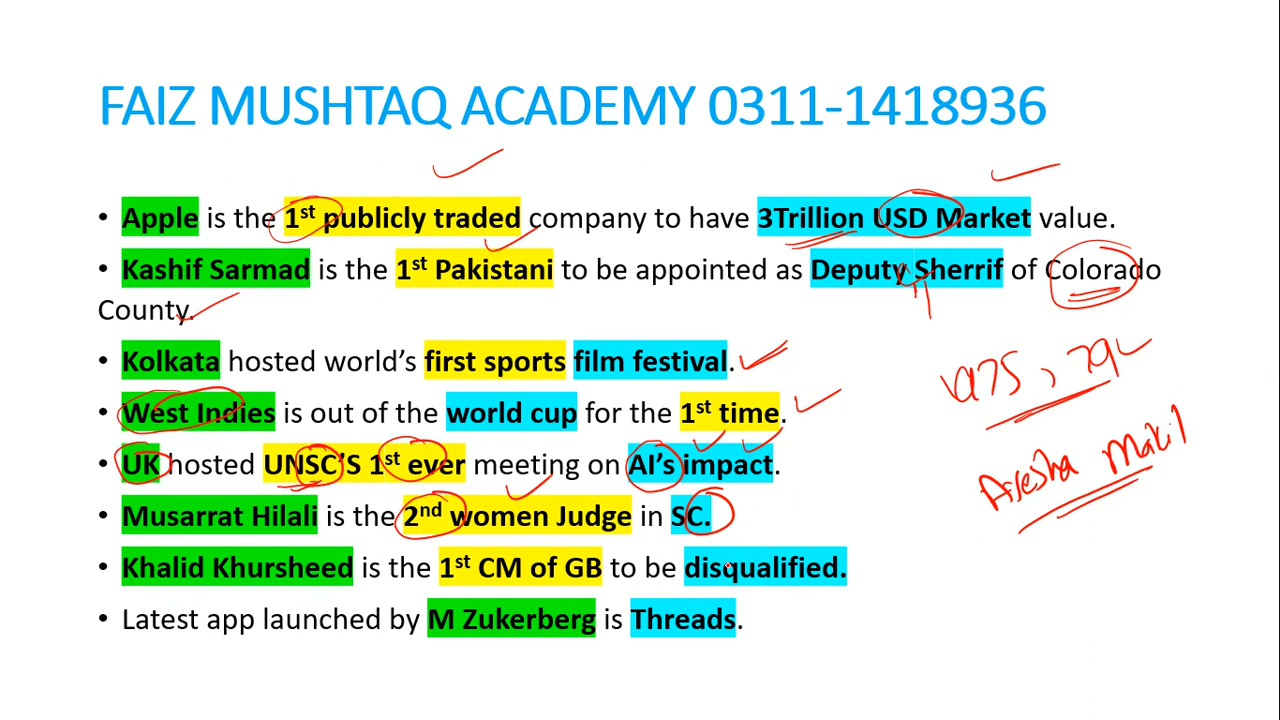 FAIZ MUSHTAQ ACADEMY 0311-1418936
• Apple is the 1st publicly traded company to have 3Trillion USD Market value.
• Kashif Sarmad is the 1st Pakistani to be appointed as Deputy Sherrif of Colorado
County.
• Kolkata hosted world’s first sports film festival.
• West Indies is out of the world cup for the 1st time.
1975, 79
• UK hosted UNSC’S 1st ever meeting on AI’s impact.
• Musarrat Hilali is the 2nd women Judge in SC.
• Khalid Khursheed is the 1st CM of GB to be disqualified.
• Latest app launched by M Zukerberg is Threads.